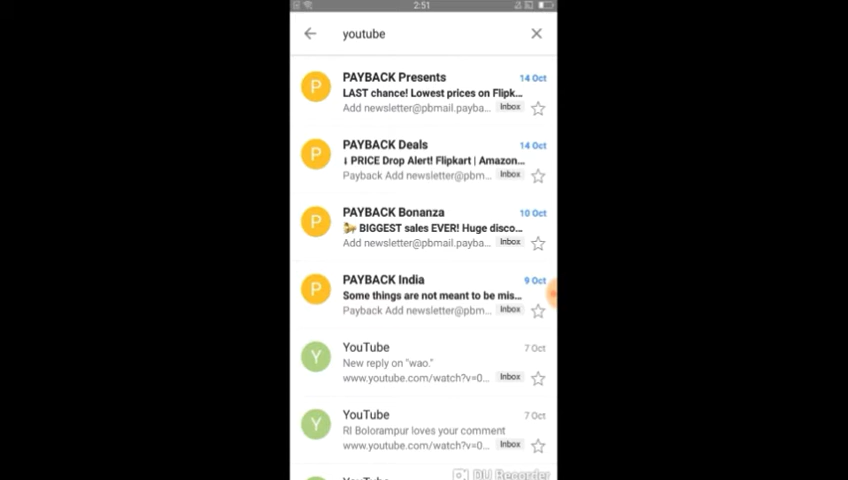 2:51
youtube
P
PAYBACK Presents
14 Oct
LAST chance! Lowest prices on Flipk...
Add newsletter@pbmail.payba...
Inbox
P
PAYBACK Deals
14 Oct
PRICE Drop Alert! Flipkart | Amazon...
Payback Add newsletter@pbm...
Inbox
P
PAYBACK Bonanza
10 Oct
BIGGEST sales EVER! Huge disco...
Add newsletter@pbmail.payba...
Inbox
P
PAYBACK India
9 Oct
Some things are not meant to be mis...
Payback Add newsletter@pbm...
Inbox
Y
YouTube
7 Oct
New reply on "wao."
www.youtube.com/watch?v=0...
Inbox
Y
YouTube
7 Oct
RI Bolorampur loves your comment
www.youtube.com/watch?v=0...
Inbox
YouTube
DU Recorder